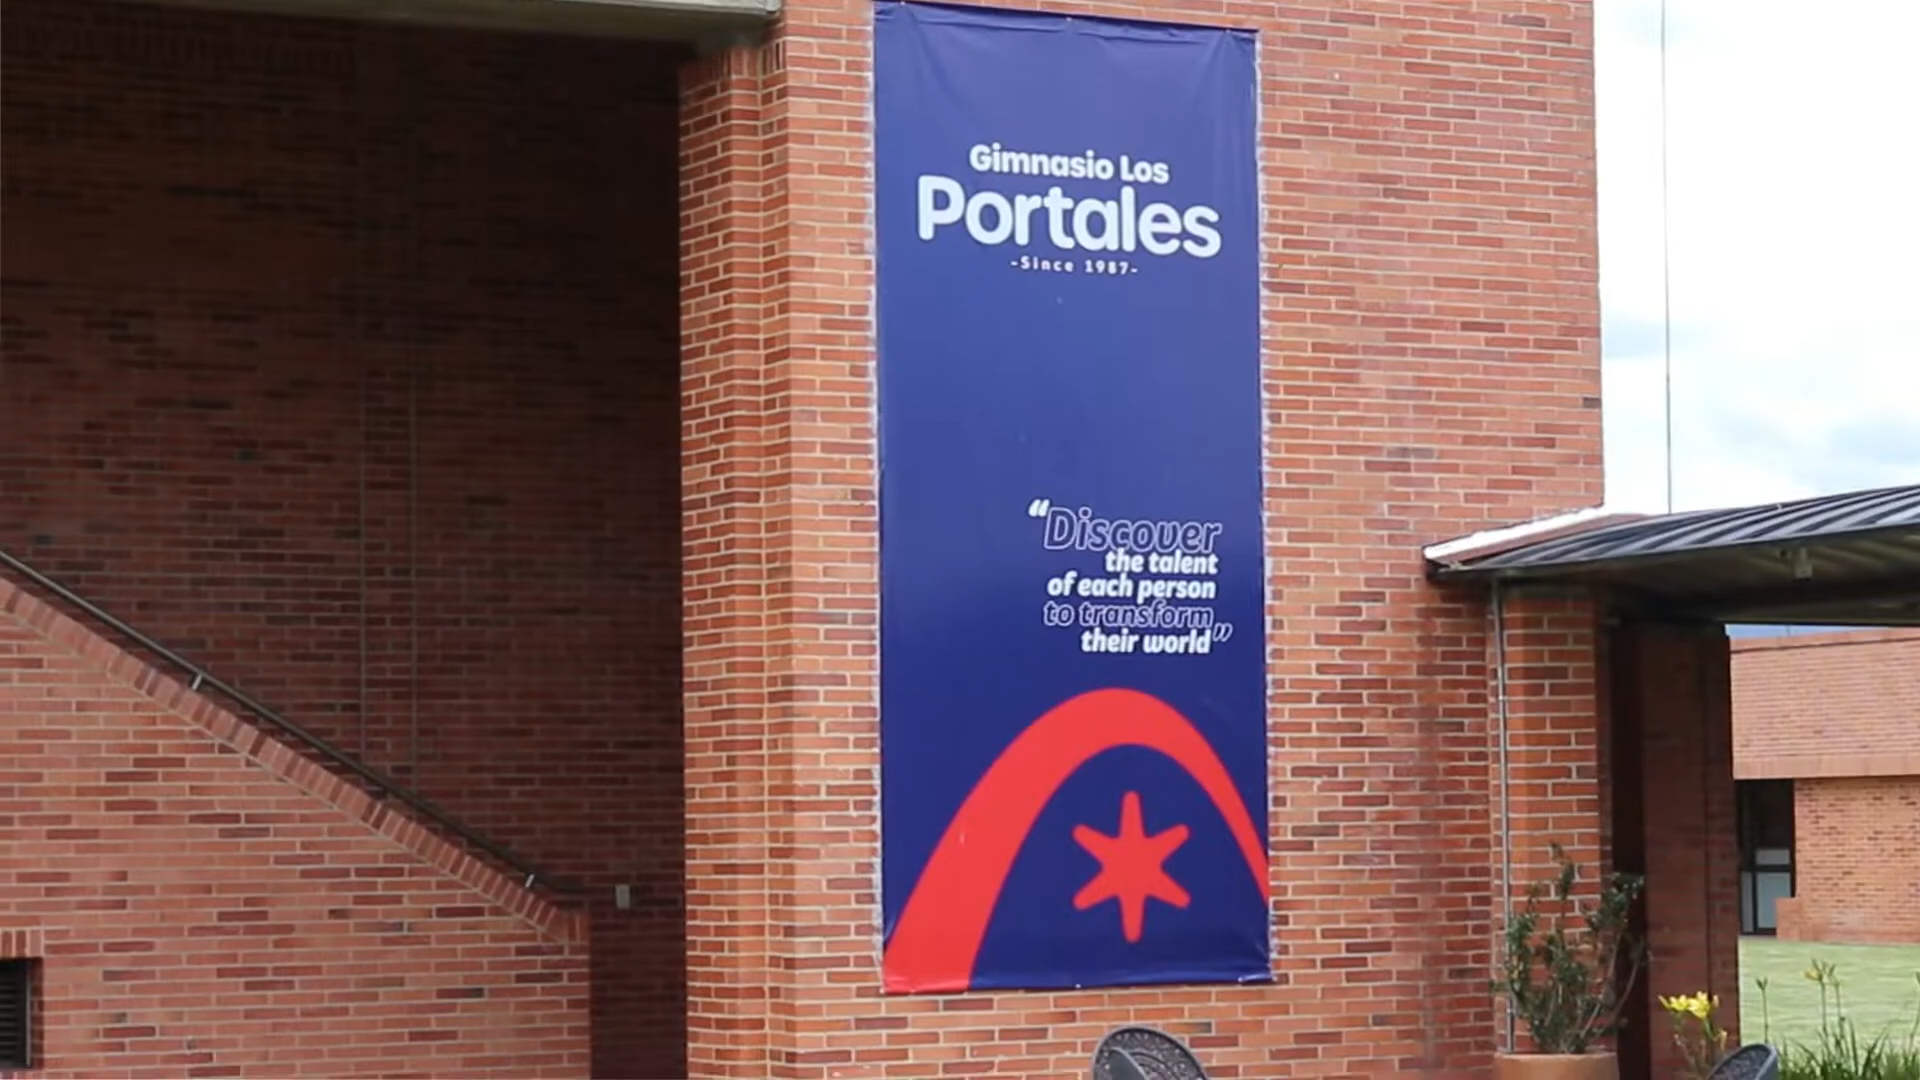 Gimnasio Los
Portales
-Since 1987-
“Discover
the talent
of each person
to transform
their world”